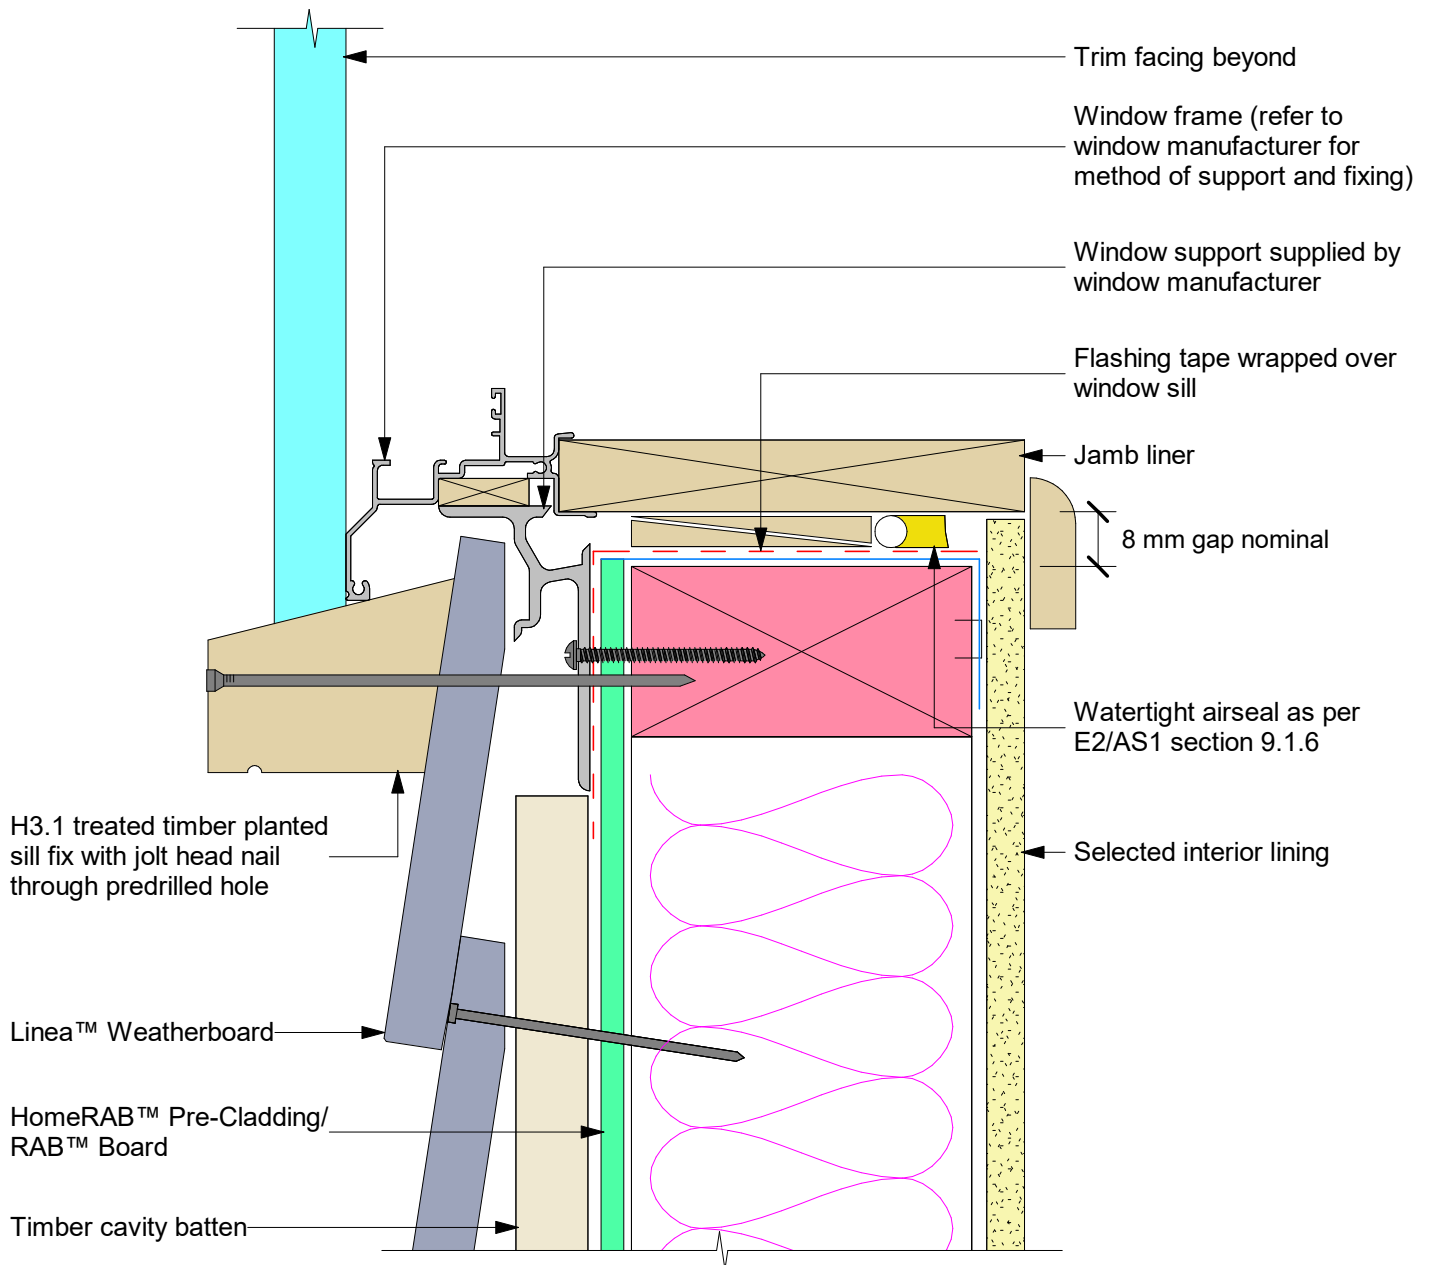 Trim facing beyond
Window frame (refer to
window manufacturer for
method of support and fixing)
Window support supplied by
window manufacturer
Flashing tape wrapped over
window sill
Jamb liner
8 mm gap nominal
Watertight airseal as per
E2/AS1 section 9.1.6
Selected interior lining
H3.1 treated timber planted
sill fix with jolt head nail
through predrilled hole
Linea™ Weatherboard
HomeRAB™ Pre-Cladding/
RAB™ Board
Timber cavity batten